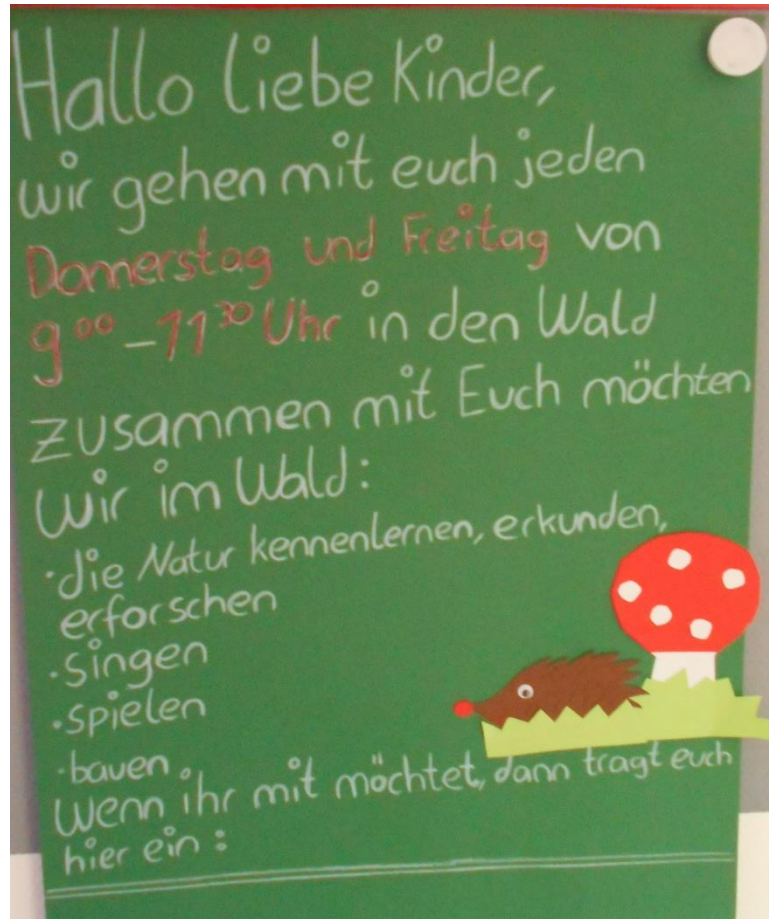 Hallo liebe Kinder,
wir gehen mit euch jeden
Donnerstag und Freitag von
9⁰⁰ – 11³⁰ Uhr in den Wald
Zusammen mit Euch möchten
wir im Wald:
·die Natur kennenlernen, erkunden,
erforschen
·singen
·spielen
·bauen
Wenn ihr mit möchtet, dann tragt euch
hier ein: